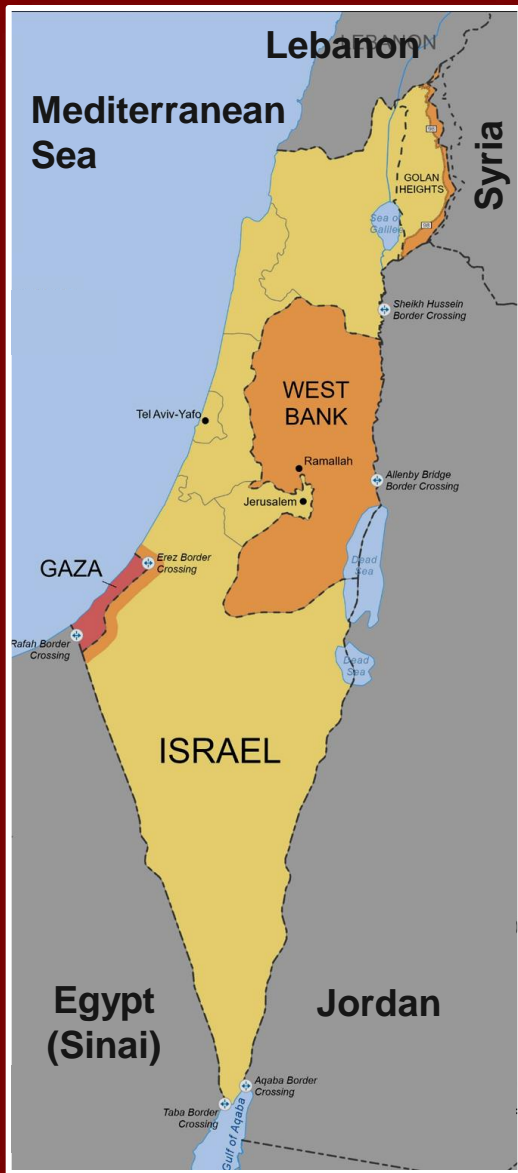 Lebanon
LEBANON
Mediterranean
Sea
Syria
GOLAN
HEIGHTS
Sea of
Galilee
Sheikh Hussein
Border Crossing
WEST
BANK
Tel Aviv-Yafo
Ramallah
Allenby Bridge
Border Crossing
Jerusalem
Dead
Sea
Erez Border
Crossing
GAZA
Rafah Border
Crossing
Dead
Sea
ISRAEL
Egypt
(Sinai)
Jordan
Aqaba Border
Crossing
Taba Border
Crossing
Gulf of Aqaba